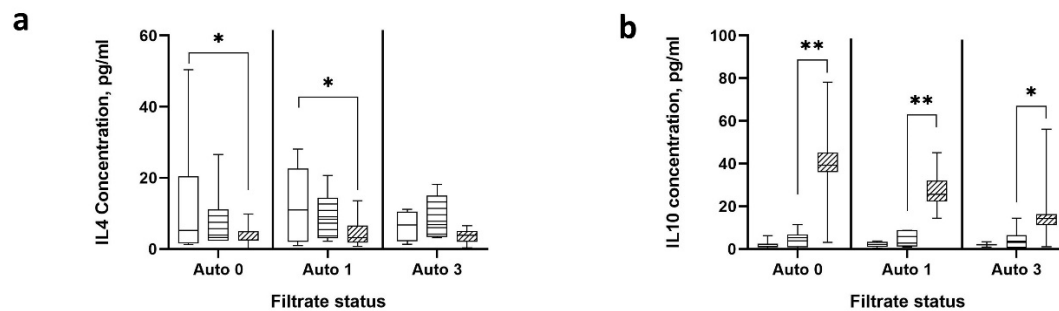 a
60
40
20
0
IL4 Concentration, pg/ml
*
*
Auto 0
Auto 1
Auto 3
Filtrate status
b
100
80
60
40
20
0
IL10 concentration, pg/ml
**
**
*
Auto 0
Auto 1
Auto 3
Filtrate status